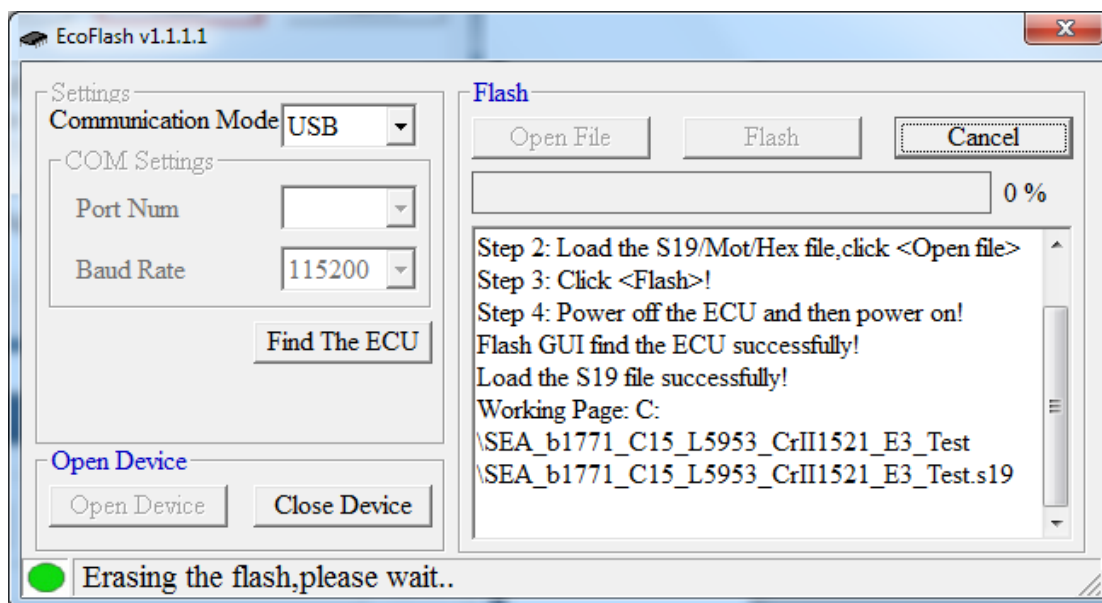 EcoFlash v1.1.1.1
Settings
Communication Mode USB
COM Settings
Port Num
Baud Rate 115200
Find The ECU
Open Device
Open Device Close Device
Flash
Open File Flash Cancel
0 %
Step 2: Load the S19/Mot/Hex file,click <Open file>
Step 3: Click <Flash>!
Step 4: Power off the ECU and then power on!
Flash GUI find the ECU successfully!
Load the S19 file successfully!
Working Page: C:
\SEA_b1771_C15_L5953_CrII1521_E3_Test
\SEA_b1771_C15_L5953_CrII1521_E3_Test.s19
Erasing the flash,please wait..